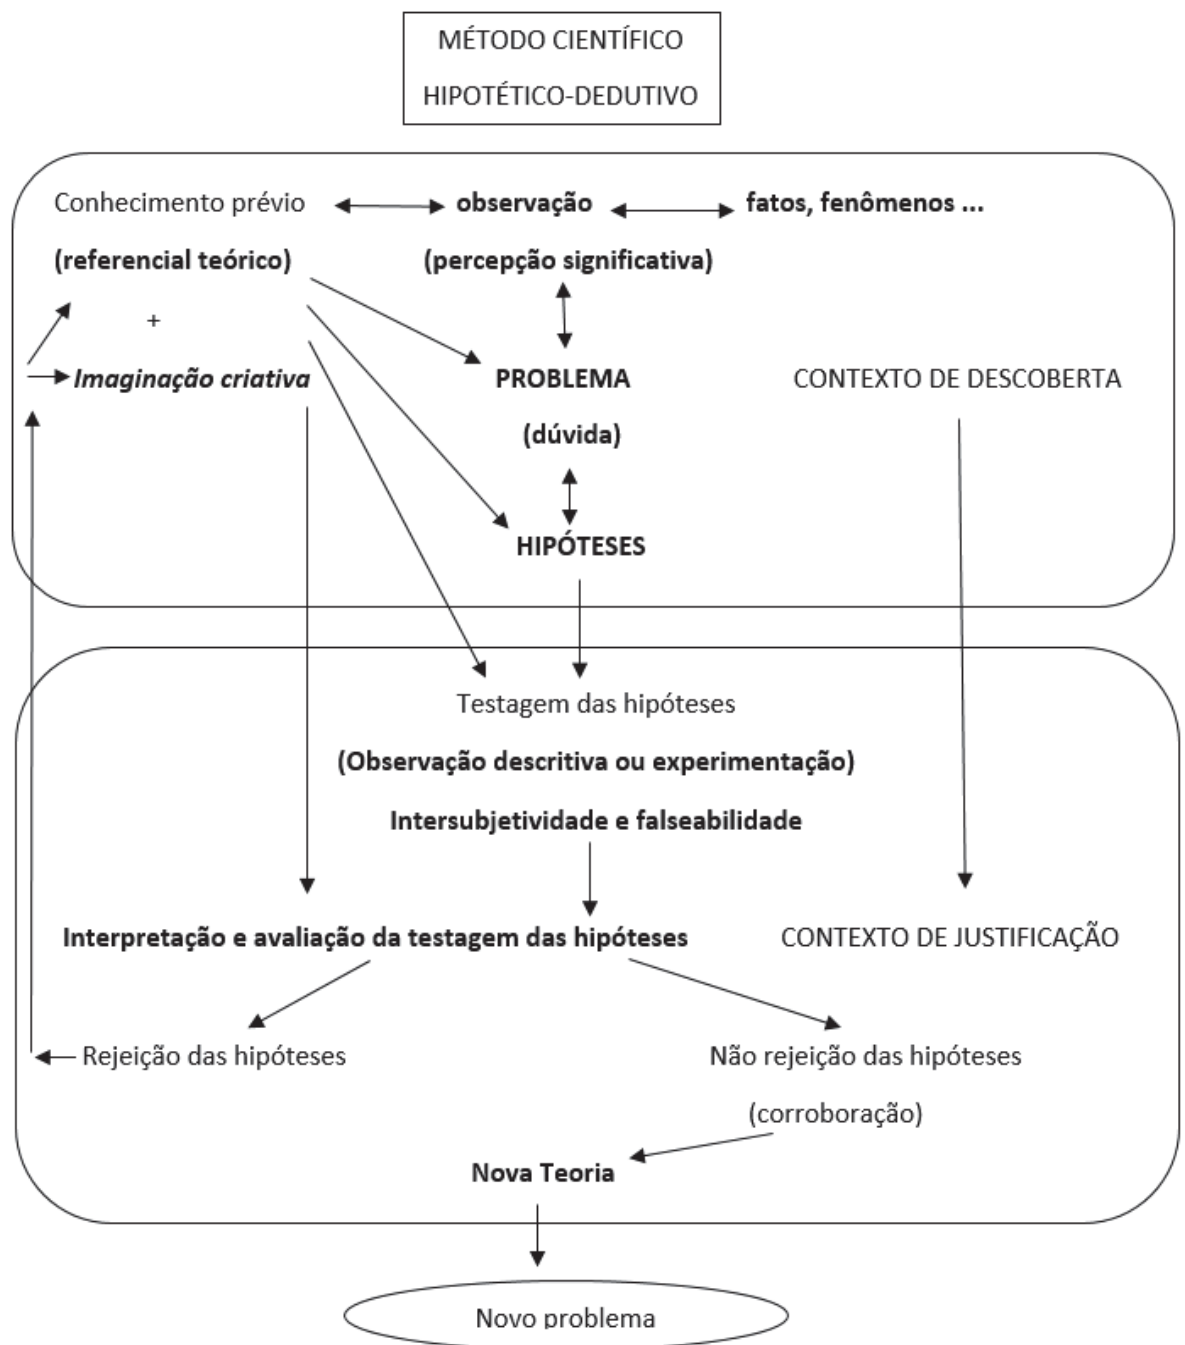 MÉTODO CIENTÍFICO
HIPOTÉTICO-DEDUTIVO
Conhecimento prévio observação fatos, fenômenos ...
(referencial teórico) (percepção significativa)
+
Imaginação criativa PROBLEMA CONTEXTO DE DESCOBERTA
(dúvida)
HIPÓTESES
Testagem das hipóteses
(Observação descritiva ou experimentação)
Intersubjetividade e falseabilidade
Interpretação e avaliação da testagem das hipóteses CONTEXTO DE JUSTIFICAÇÃO
Rejeição das hipóteses Não rejeição das hipóteses
(corroboração)
Nova Teoria
Novo problema